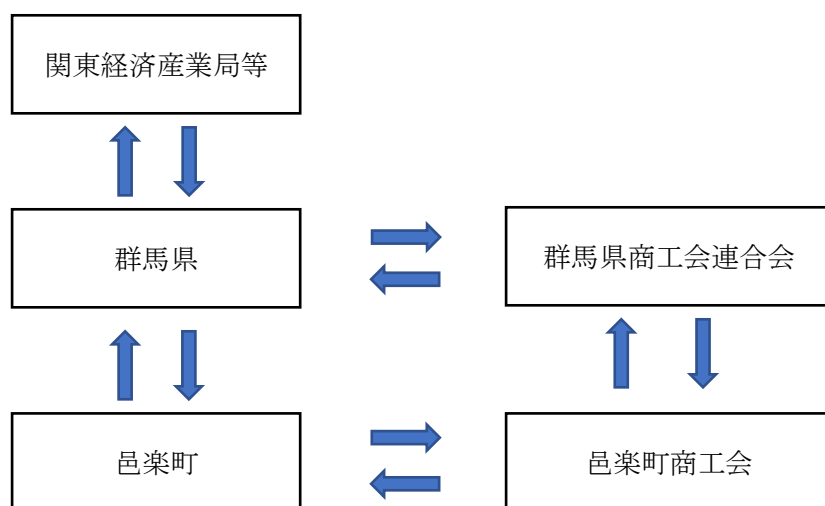 関東経済産業局等
群馬県
群馬県商工会連合会
邑楽町
邑楽町商工会